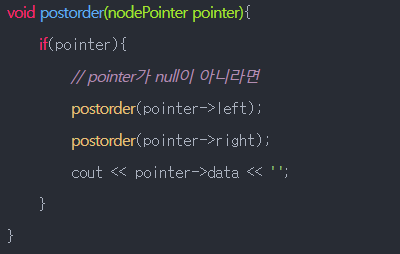 void postorder(nodePointer pointer){
if(pointer){
// pointer가 null이 아니라면
postorder(pointer->left);
postorder(pointer->right);
cout << pointer->data << ' ';
}
}